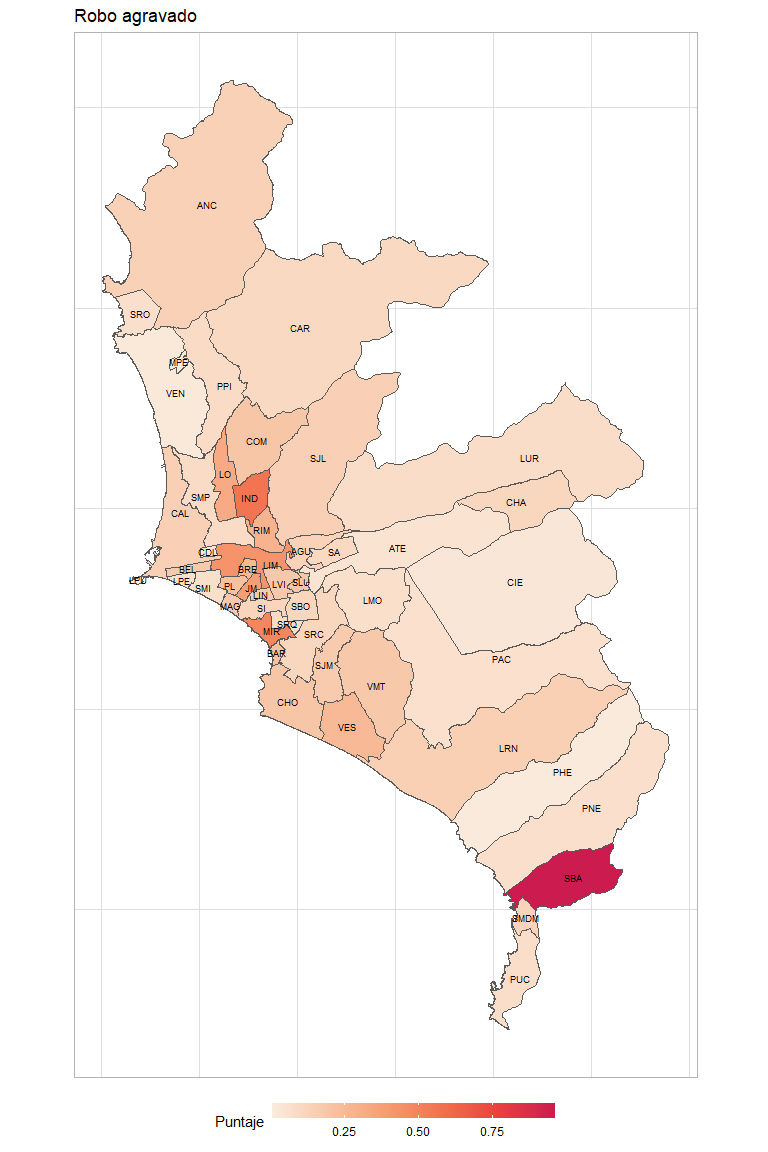 Robo agravado
ANC
SRO
CAR
MPE
VEN
PPI
COM
SJL
LUR
LO
IND
SMP
CHA
CAL
RIM
CDL
AGU
SA
ATE
LIM
BEL
BRE
LPE
SMI
PL
JM
LVI
SLU
CIE
LIN
MAG
SI
SBO
LMO
SRQ
MIR
SRC
BAR
SJM
PAC
VMT
CHO
VES
LRN
PHE
PNE
SBA
SMDM
PUC
Puntaje
0.25 0.50 0.75